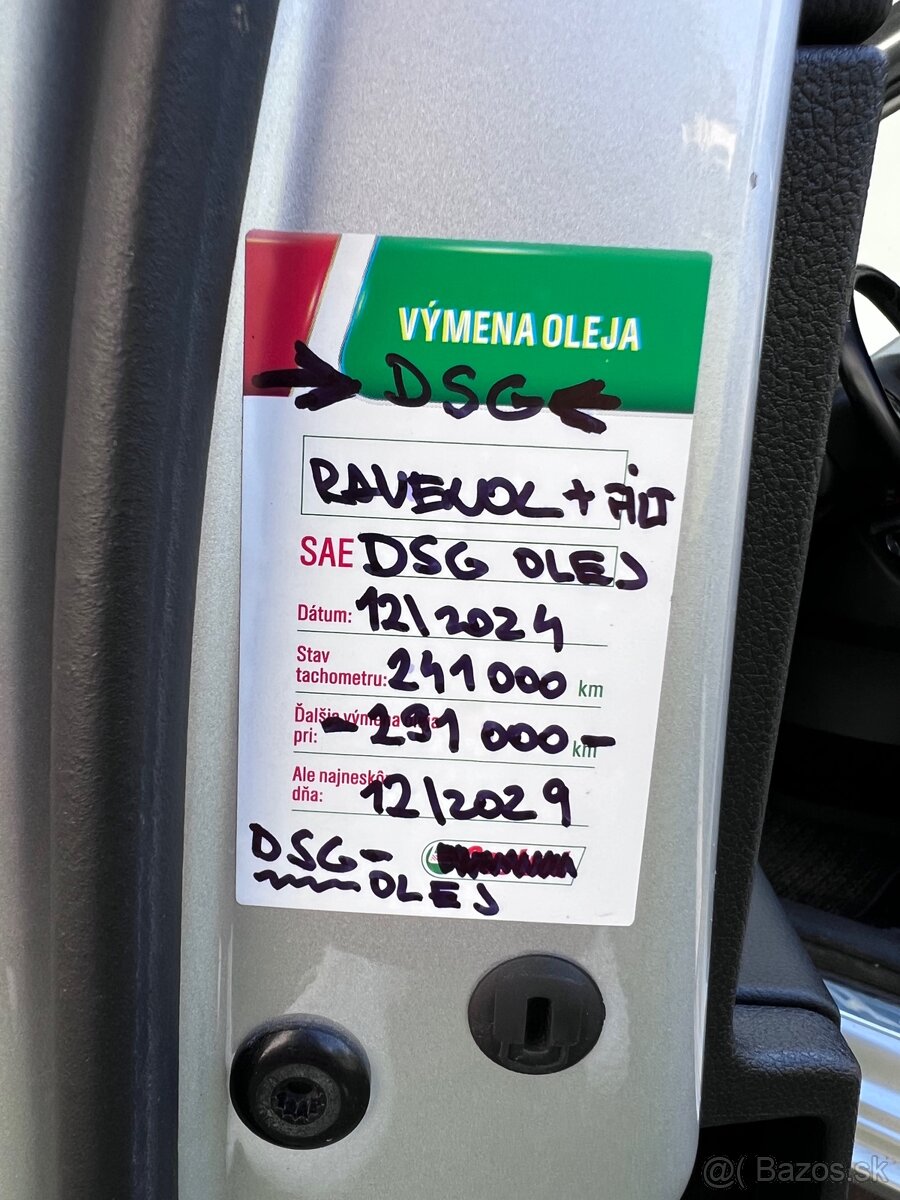 VÝMENA OLEJA
DSG
RAVENOL + FILT
SAE DSG OLEJ
Dátum: 12/2024
Stav
tachometru: 241 000 km
Ďalšia výmena oleja
pri: - 291 000 - km
Ale najneskôr
dňa: 12/2029
DSG-
OLEJ
@( Bazos.sk